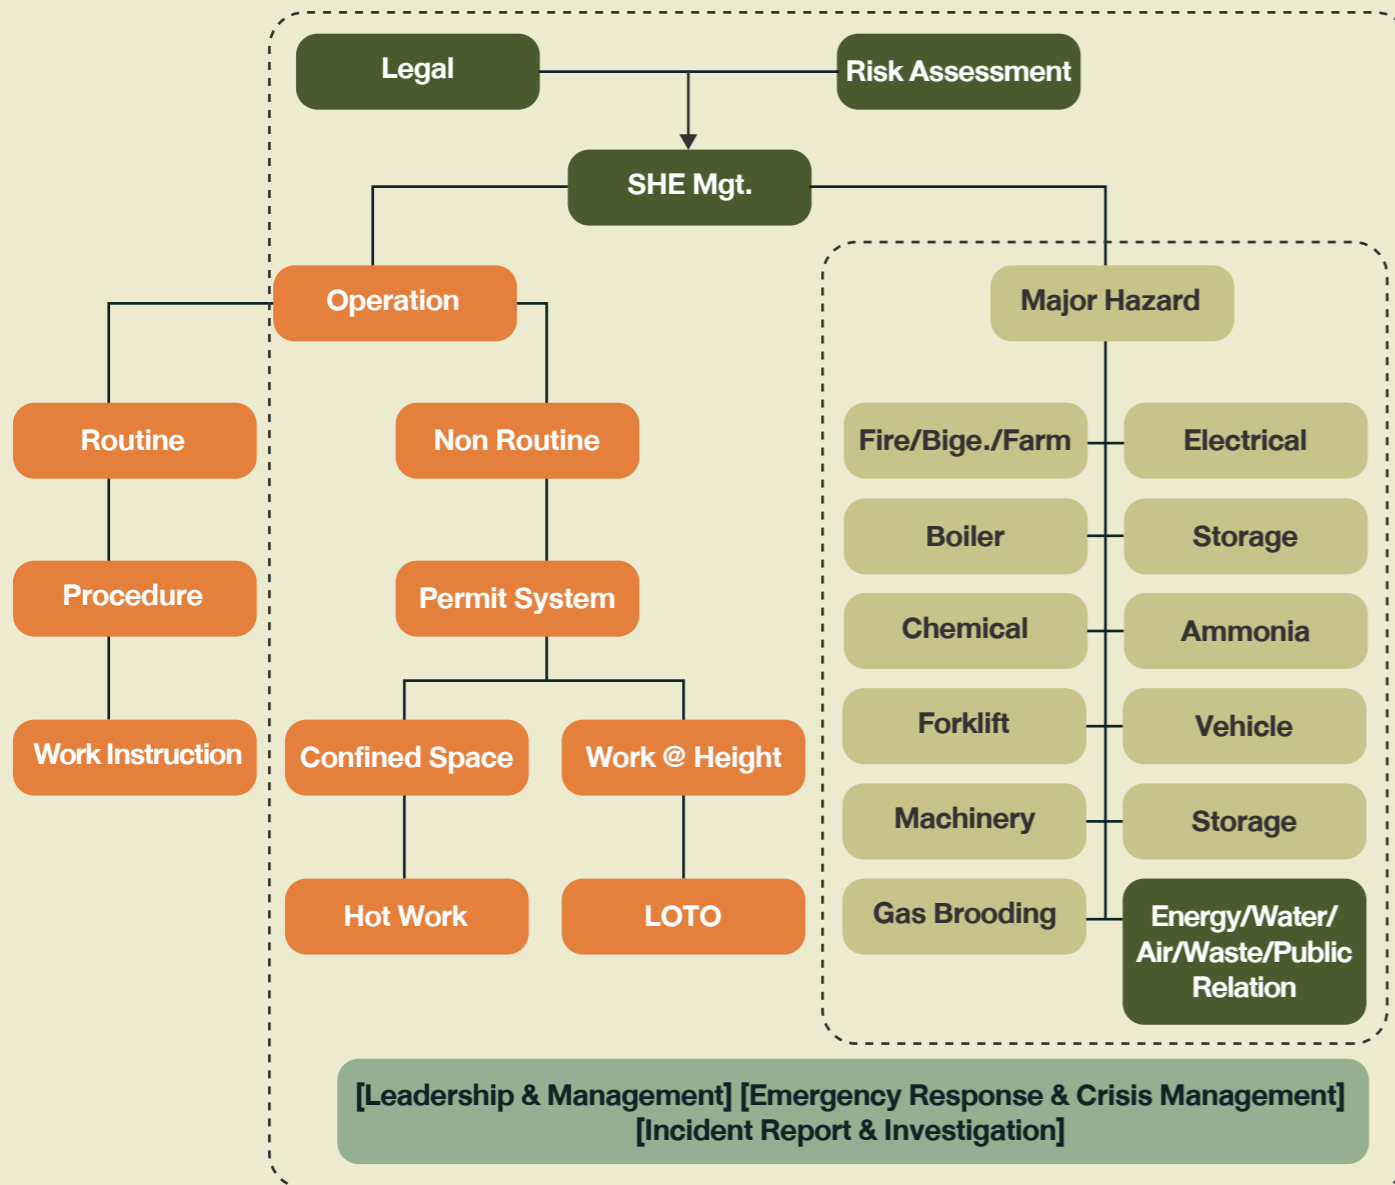 Legal
Risk Assessment
SHE Mgt.
Operation
Major Hazard
Routine
Non Routine
Fire/Bige./Farm
Electrical
Boiler
Storage
Procedure
Permit System
Chemical
Ammonia
Work Instruction
Confined Space
Work @ Height
Forklift
Vehicle
Machinery
Storage
Hot Work
LOTO
Gas Brooding
Energy/Water/
Air/Waste/Public
Relation
[Leadership & Management] [Emergency Response & Crisis Management]
[Incident Report & Investigation]